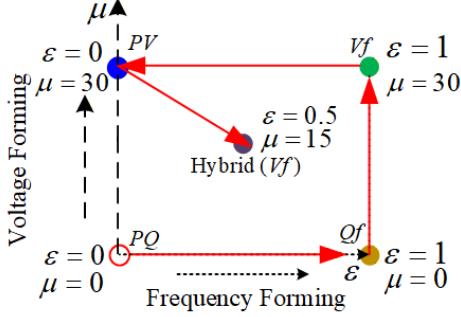 μ
ε = 0
μ = 30
PV
Vf
ε = 1
μ = 30
ε = 0.5
μ = 15
Hybrid (Vf)
Voltage Forming
ε = 0
μ = 0
PQ
Qf
ε
ε = 1
μ = 0
Frequency Forming